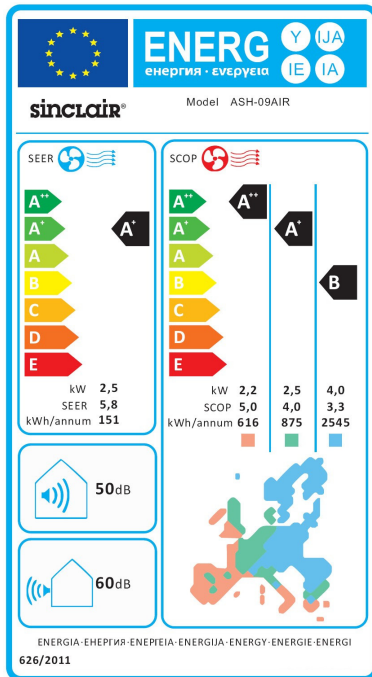 ENERG Y IJA
енергия · ενεργεια IE IA
sinclair®
Model ASH-09AIR
SEER
A++
A+ A+
A
B
C
D
E
kW 2,5
SEER 5,8
kWh/annum 151
SCOP
A++ A++
A+ A+
A
B B
C
D
E
kW 2,2 2,5 4,0
SCOP 5,0 4,0 3,3
kWh/annum 616 875 2545
50dB
60dB
ENERGIA·ЕНЕРГИЯ·ΕΝΕΡΓΕΙΑ·ENERGIJA·ENERGY·ENERGIE·ENERGI
626/2011